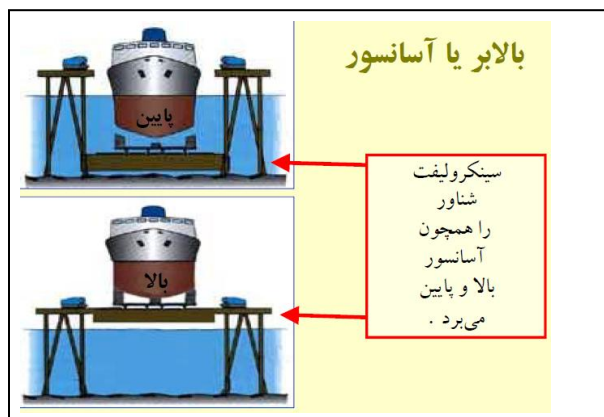 بالابر یا آسانسور
پایین
سینکرولیفت
شناور
را همچون
آسانسور
بالا و پایین
می‌برد .
بالا